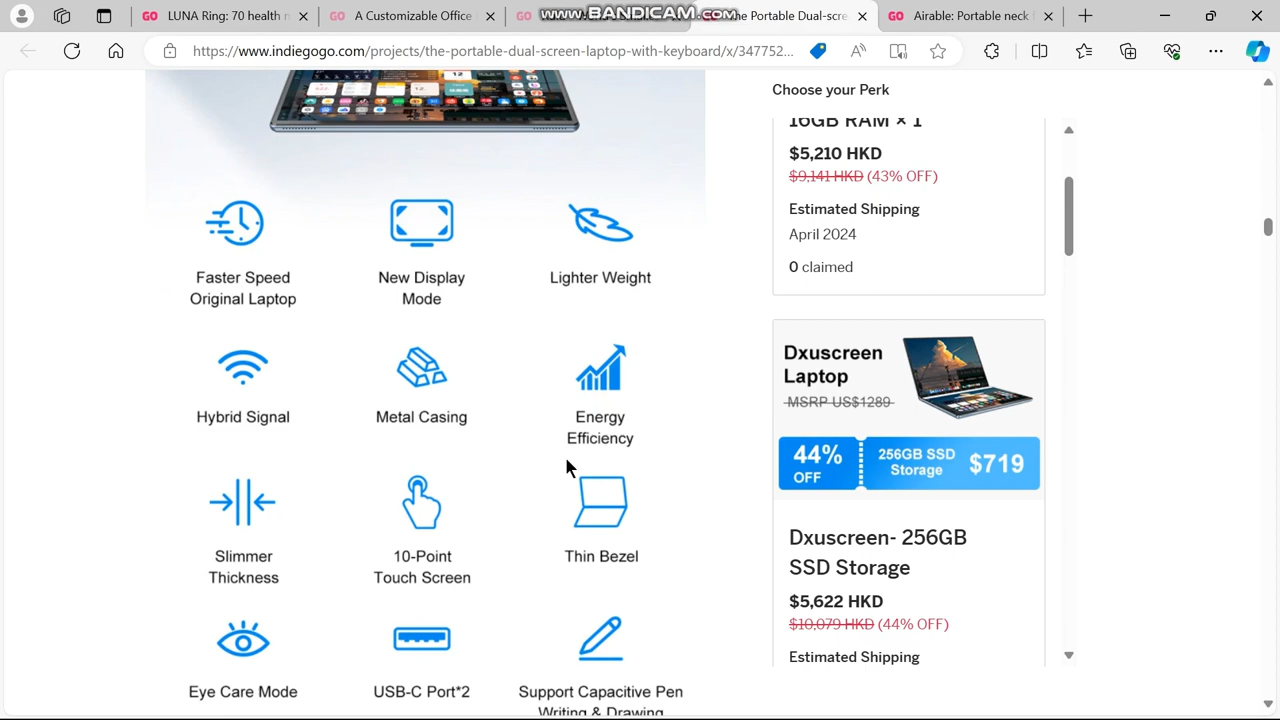 LUNA Ring: 70 health
A Customizable Office
www.BANDICAM.com
he Portable Dual-scre
Airable: Portable neck
https://www.indiegogo.com/projects/the-portable-dual-screen-laptop-with-keyboard/x/347752...
Faster Speed
Original Laptop
New Display
Mode
Lighter Weight
Hybrid Signal
Metal Casing
Energy
Efficiency
Slimmer
Thickness
10-Point
Touch Screen
Thin Bezel
Eye Care Mode
USB-C Port*2
Support Capacitive Pen
Writing & Drawing
Choose your Perk
16GB RAM × 1
$5,210 HKD
$9,141 HKD (43% OFF)
Estimated Shipping
April 2024
0 claimed
Dxuscreen
Laptop
MSRP US$1289
44%
OFF
256GB SSD
Storage
$719
Dxuscreen- 256GB
SSD Storage
$5,622 HKD
$10,079 HKD (44% OFF)
Estimated Shipping